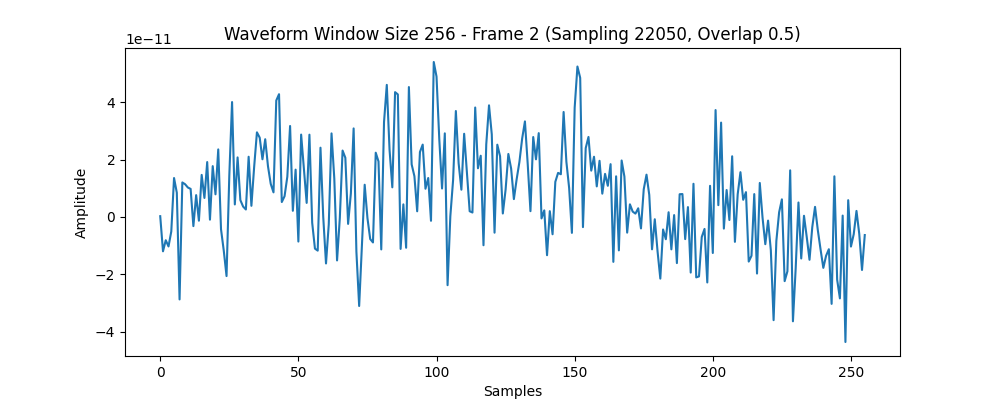 Waveform Window Size 256 - Frame 2 (Sampling 22050, Overlap 0.5)
1e−11
4
2
0
−2
−4
Amplitude
0 50 100 150 200 250
Samples